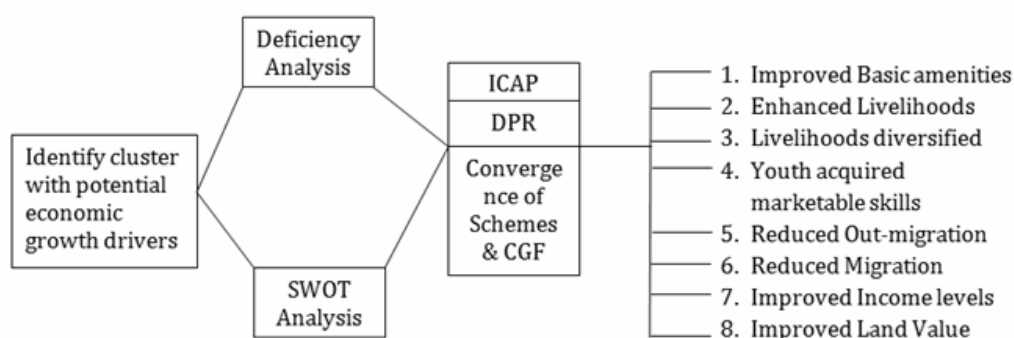 Deficiency
Analysis
Identify cluster
with potential
economic
growth drivers
SWOT
Analysis
ICAP
DPR
Converge
nce of
Schemes
& CGF
1. Improved Basic amenities
2. Enhanced Livelihoods
3. Livelihoods diversified
4. Youth acquired
marketable skills
5. Reduced Out-migration
6. Reduced Migration
7. Improved Income levels
8. Improved Land Value